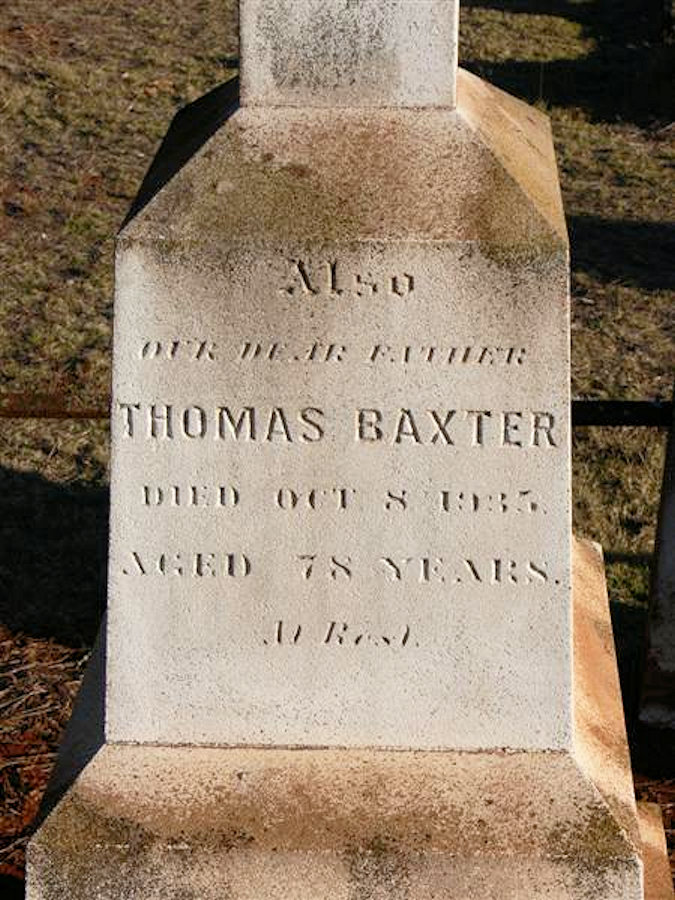 Also
OUR DEAR FATHER
THOMAS BAXTER
DIED OCT 8 1935.
AGED 78 YEARS.
At Rest.